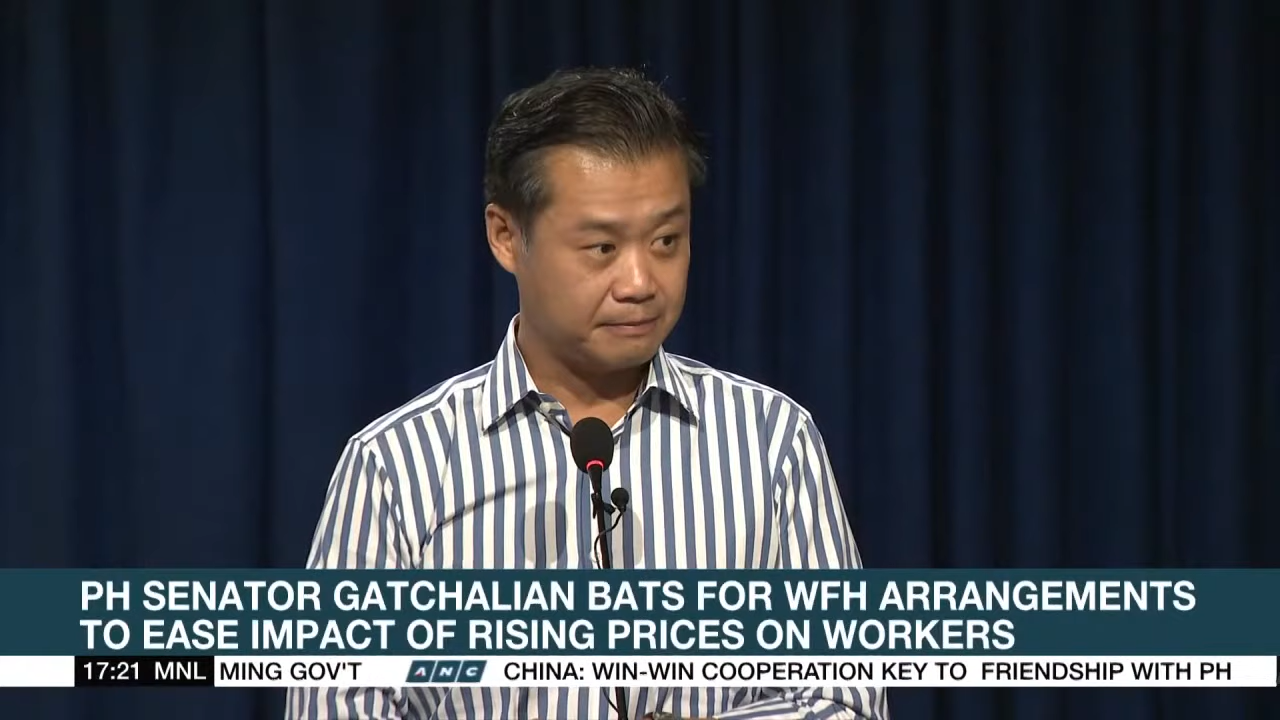 PH SENATOR GATCHALIAN BATS FOR WFH ARRANGEMENTS
TO EASE IMPACT OF RISING PRICES ON WORKERS
17:21 MNL MING GOV'T ANC CHINA: WIN-WIN COOPERATION KEY TO FRIENDSHIP WITH PH